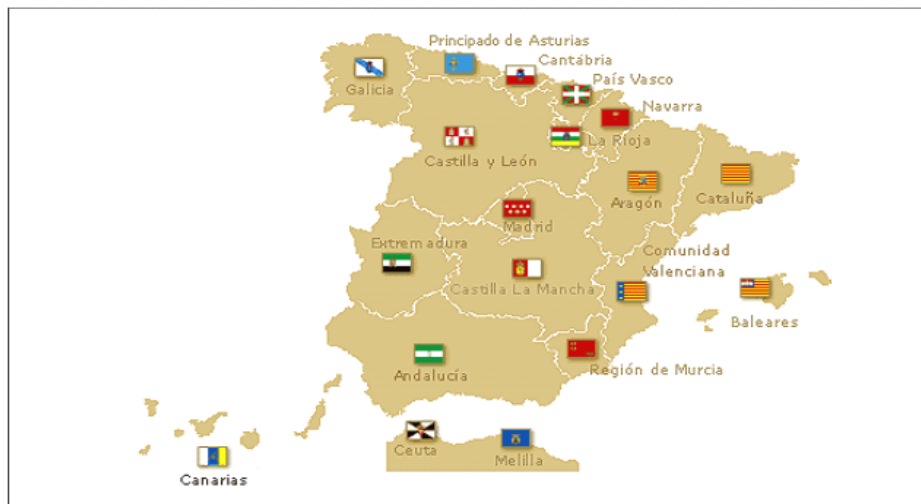 Principado de Asturias
Cantábria
País Vasco
Galicia
Navarra
La Rioja
Castilla y León
Aragón
Cataluña
Madrid
Extremadura
Comunidad
Valenciana
Castilla La Mancha
Baleares
Andalucía
Región de Murcia
Ceuta
Melilla
Canarias